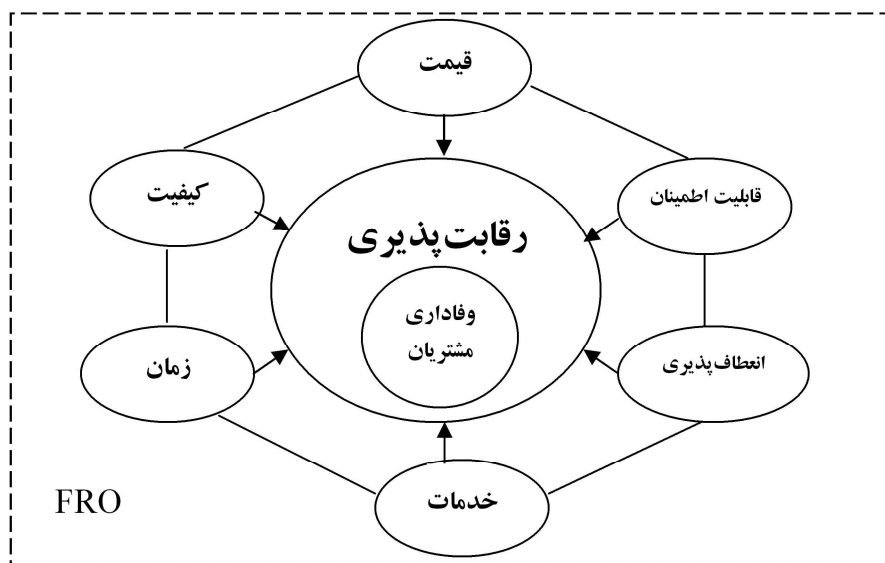 قیمت
کیفیت
قابلیت اطمینان
رقابت‌پذیری
وفاداری
مشتریان
زمان
انعطاف‌پذیری
خدمات
FRO